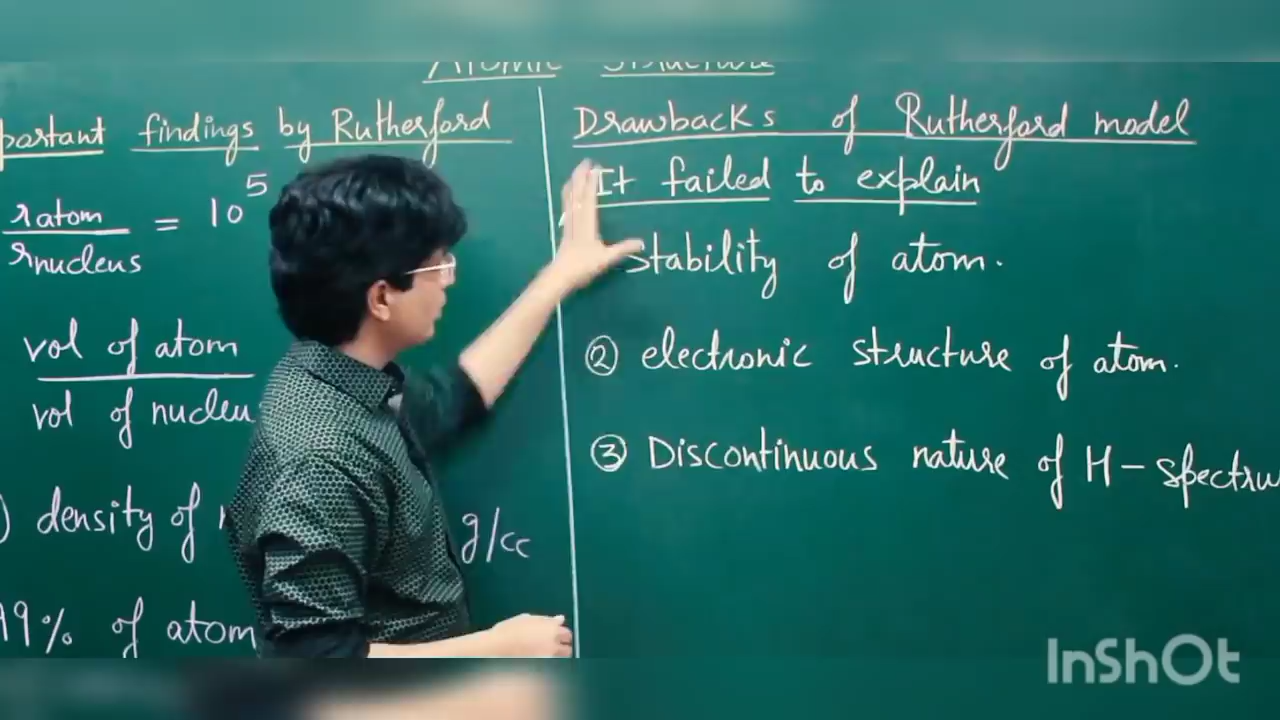 Atomic Structure
portant findings by Rutherford
r atom
r nucleus
= 10^5
vol of atom
vol of nucleu
) density of
g/cc
99% of atom
Drawbacks of Rutherford model
It failed to explain
Stability of atom.
② electronic structure of atom.
③ Discontinuous nature of H - spectru
InShOt